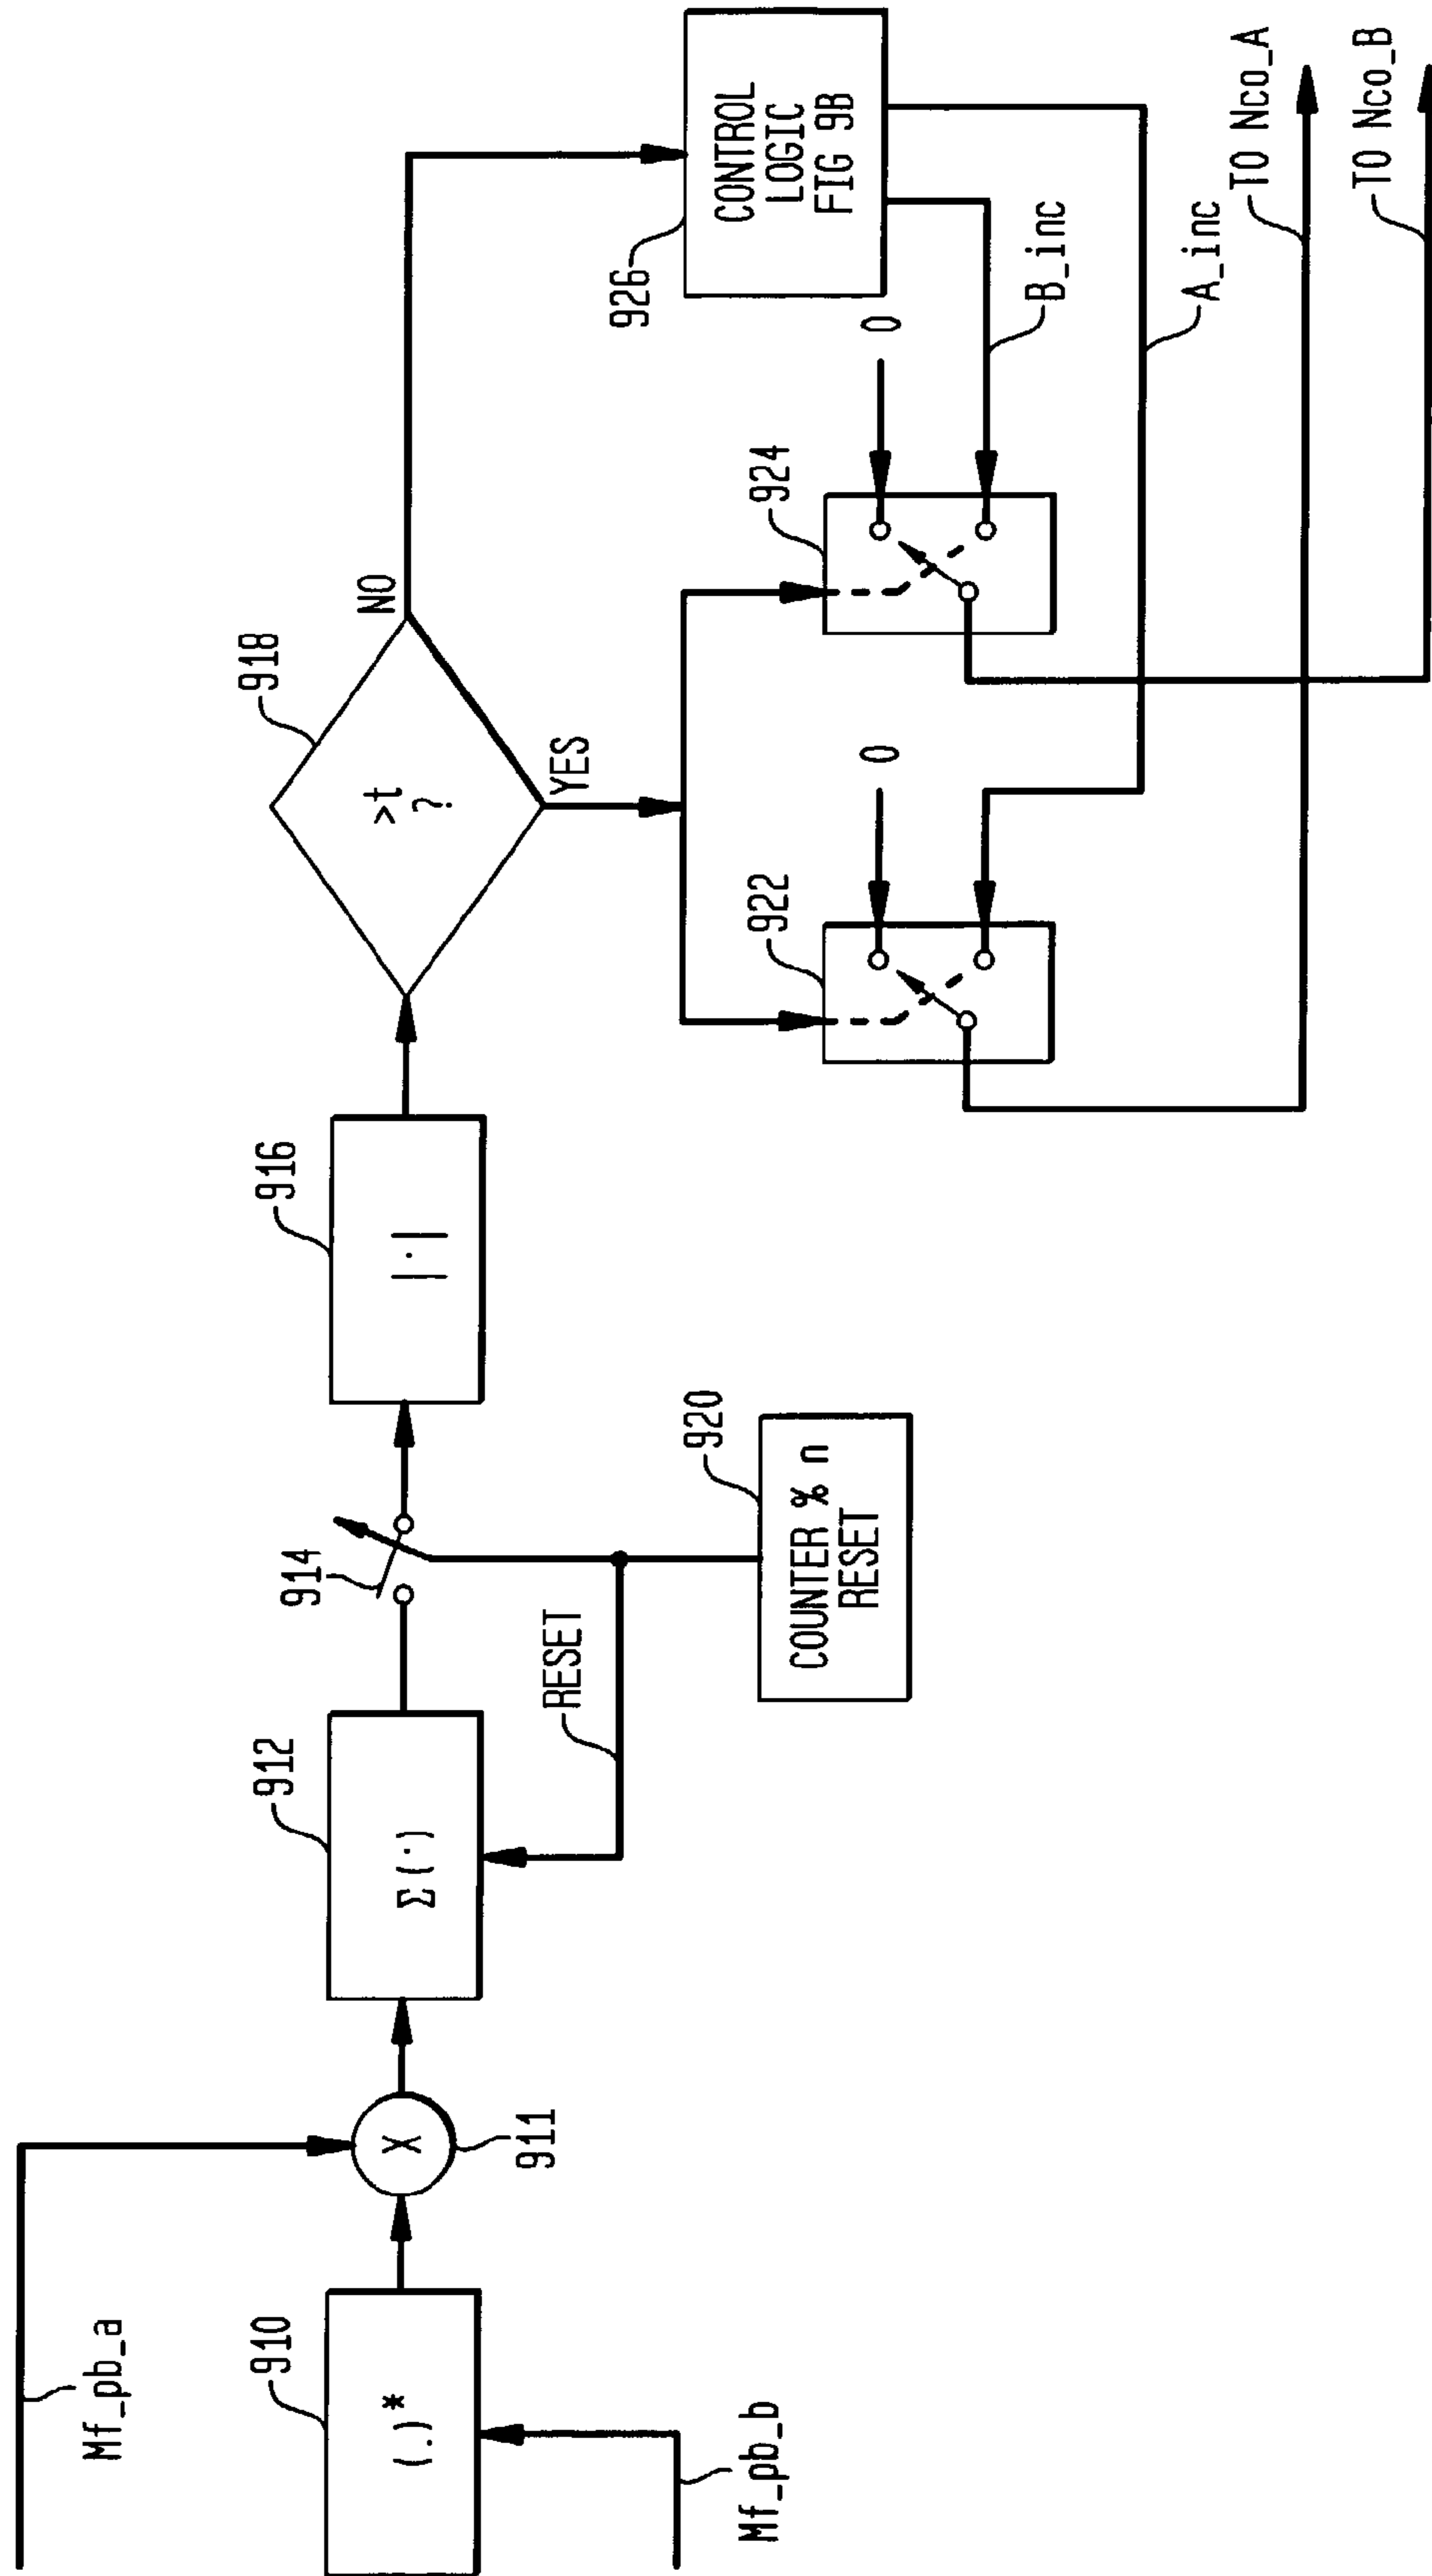 Mf_pb_a
910
(.)*
Mf_pb_b
X
911
912
Σ(·)
RESET
914
920
COUNTER % n
RESET
916
|·|
918
>t
?
NO
YES
922
0
924
0
926
CONTROL
LOGIC
FIG 9B
B_inc
A_inc
TO Nco_A
TO Nco_B